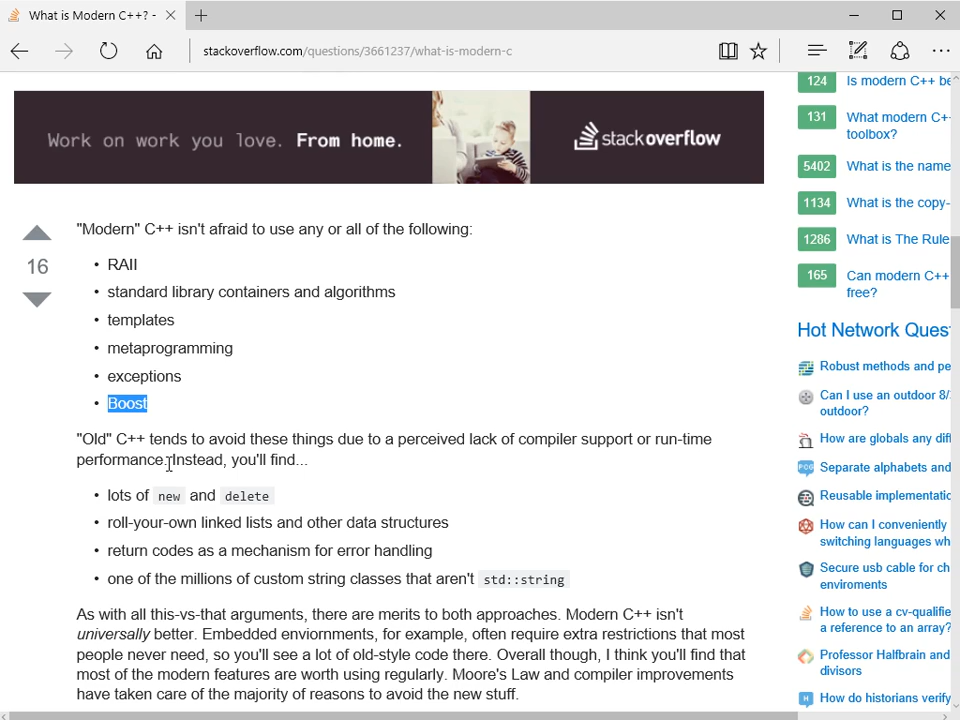 What is Modern C++? -
stackoverflow.com/questions/3661237/what-is-modern-c
Work on work you love. From home.
stackoverflow
16
"Modern" C++ isn't afraid to use any or all of the following:
• RAII
• standard library containers and algorithms
• templates
• metaprogramming
• exceptions
• Boost
"Old" C++ tends to avoid these things due to a perceived lack of compiler support or run-time
performance. Instead, you'll find...
• lots of new and delete
• roll-your-own linked lists and other data structures
• return codes as a mechanism for error handling
• one of the millions of custom string classes that aren't std::string
As with all this-vs-that arguments, there are merits to both approaches. Modern C++ isn't
universally better. Embedded enviornments, for example, often require extra restrictions that most
people never need, so you'll see a lot of old-style code there. Overall though, I think you'll find that
most of the modern features are worth using regularly. Moore's Law and compiler improvements
have taken care of the majority of reasons to avoid the new stuff.
124 Is modern C++ be
131 What modern C+
toolbox?
5402 What is the name
1134 What is the copy-
1286 What is The Rule
165 Can modern C++
free?
Hot Network Ques
Robust methods and pe
Can I use an outdoor 8/
outdoor?
How are globals any diff
Separate alphabets and
Reusable implementatic
How can I conveniently
switching languages wh
Secure usb cable for ch
enviroments
How to use a cv-qualifie
a reference to an array?
Professor Halfbrain and
divisors
How do historians verify